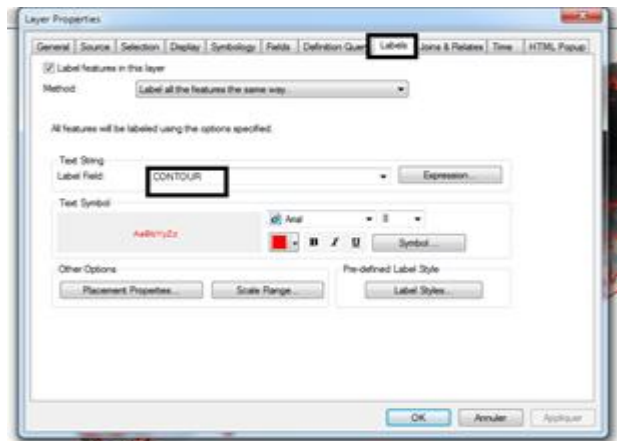 Layer Properties
General Source Selection Display Symbology Fields Definition Query Labels Joins & Relates Time HTML Popup
Label features in this layer
Method: Label all the features the same way.
All features will be labeled using the options specified.
Text String
Label Field: CONTOUR Expression...
Text Symbol
AaBbYyZz Arial 8
B I U Symbol...
Other Options Pre-defined Label Style
Placement Properties... Scale Range... Label Styles...
OK Annuler Appliquer